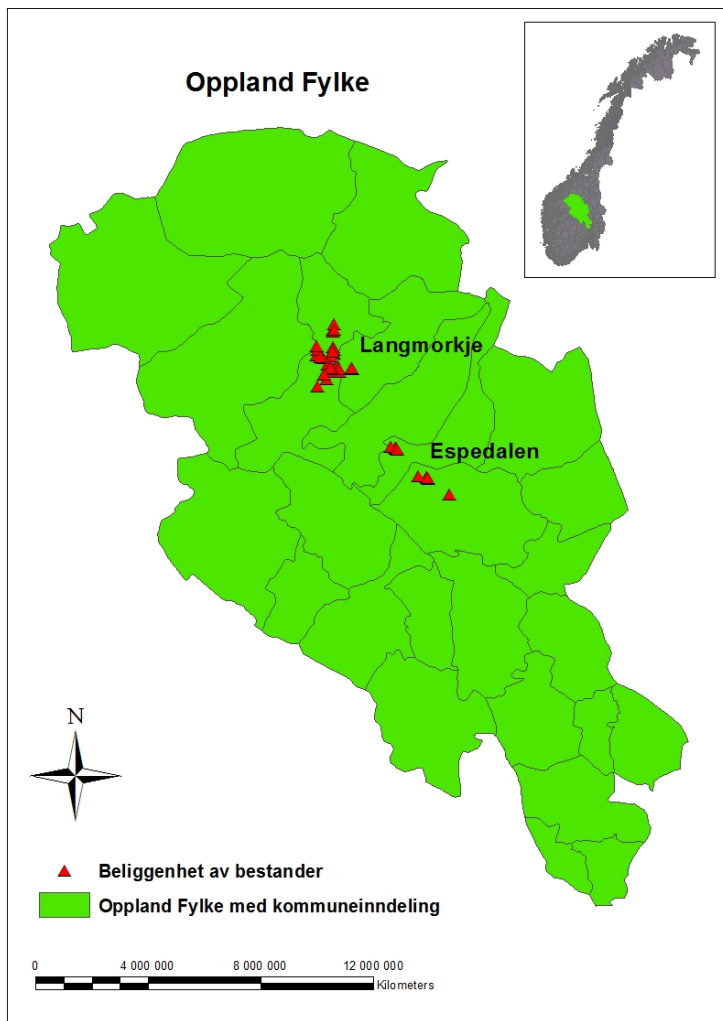 Oppland Fylke
Langmorkje
Espedalen
N
Beliggenhet av bestander
Oppland Fylke med kommuneinndeling
0 4 000 000 8 000 000 12 000 000
Kilometers